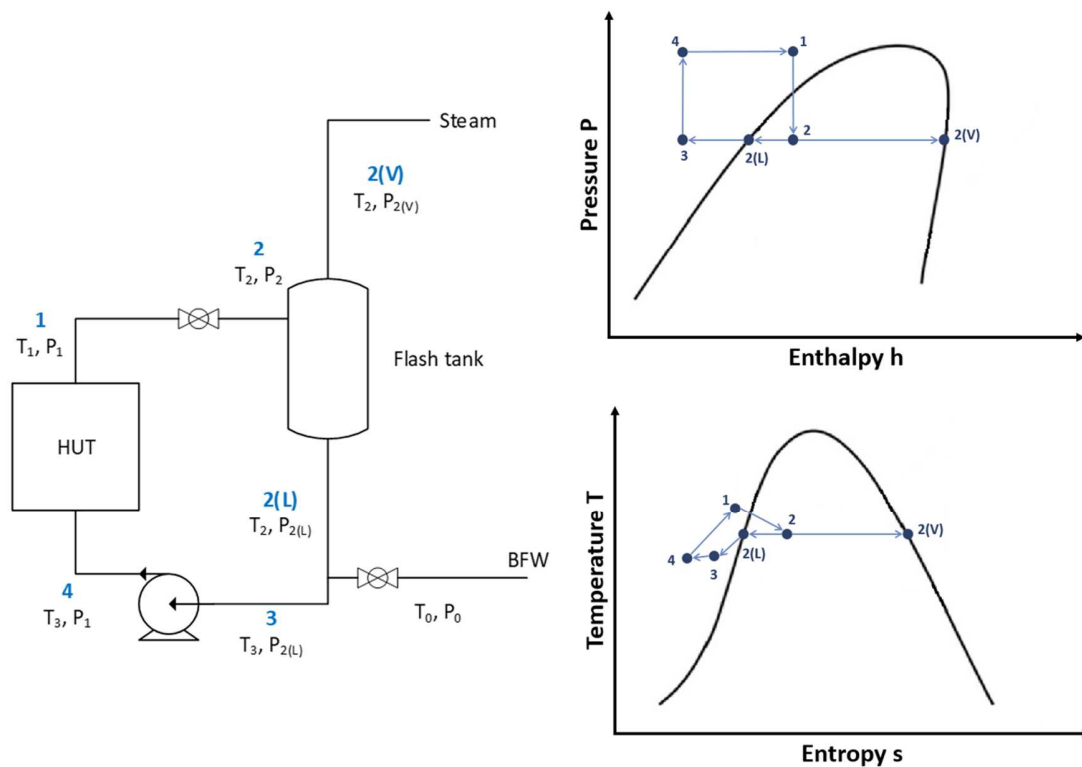 Steam
2(V)
T2, P2(V)
2
T2, P2
1
T1, P1
Flash tank
HUT
2(L)
T2, P2(L)
BFW
4
T3, P1
3
T3, P2(L)
T0, P0
Pressure P
4
1
3
2(L)
2
2(V)
Enthalpy h
Temperature T
1
2
2(V)
2(L)
4
3
Entropy s